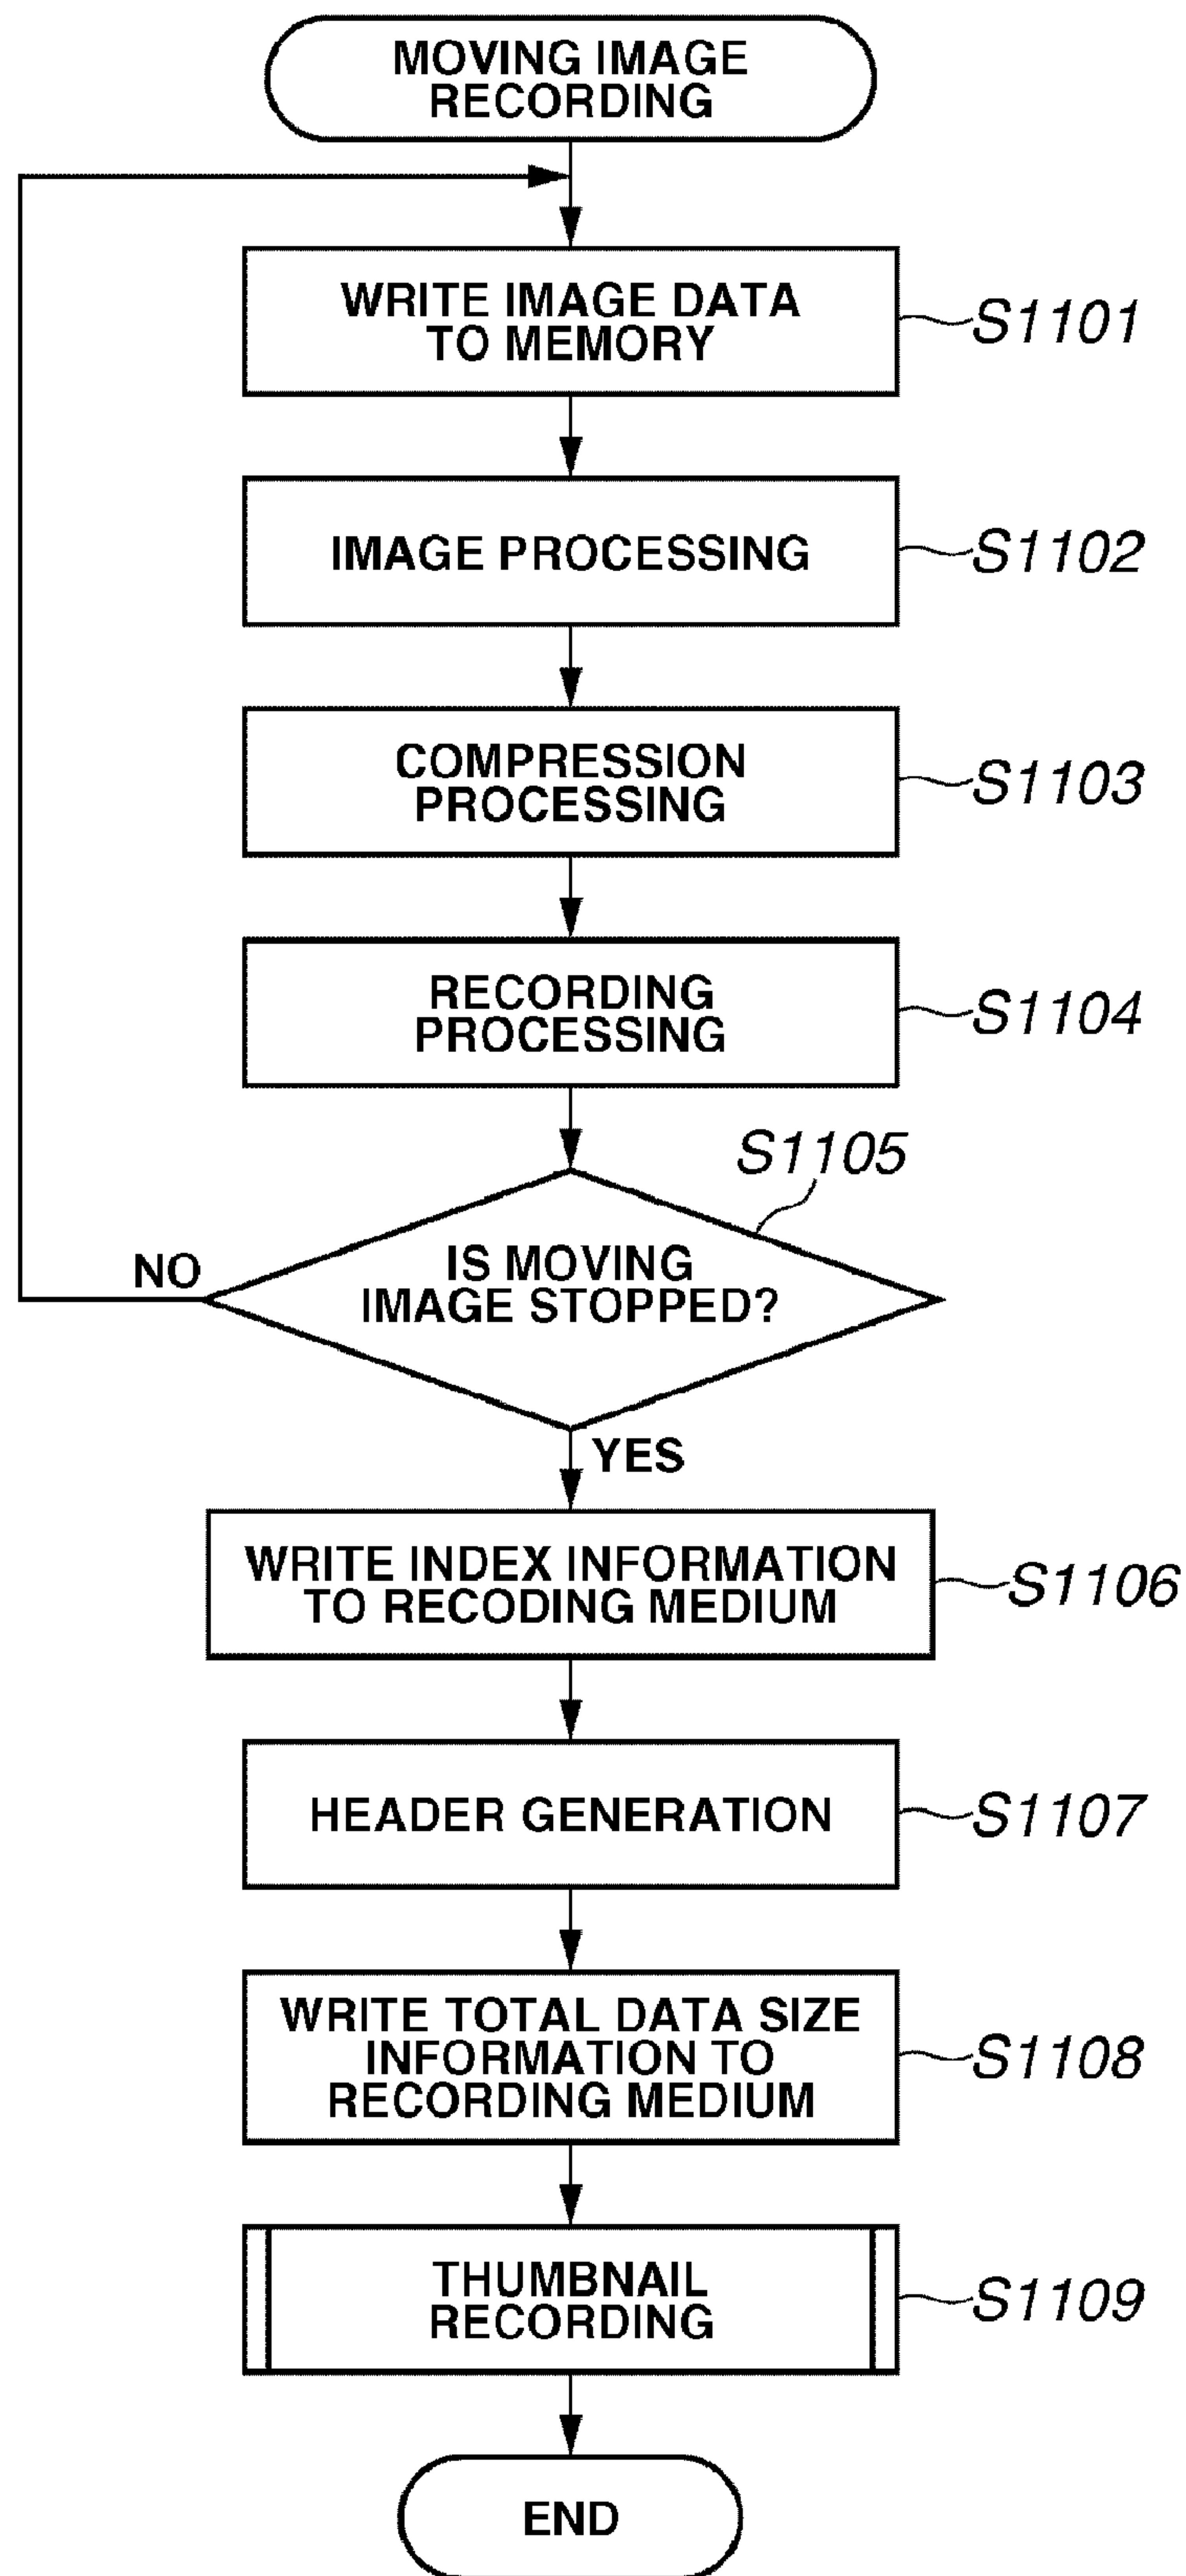 MOVING IMAGE
RECORDING
WRITE IMAGE DATA
TO MEMORY
S1101
IMAGE PROCESSING
S1102
COMPRESSION
PROCESSING
S1103
RECORDING
PROCESSING
S1104
S1105
IS MOVING
IMAGE STOPPED?
NO
YES
WRITE INDEX INFORMATION
TO RECODING MEDIUM
S1106
HEADER GENERATION
S1107
WRITE TOTAL DATA SIZE
INFORMATION TO
RECORDING MEDIUM
S1108
THUMBNAIL
RECORDING
S1109
END